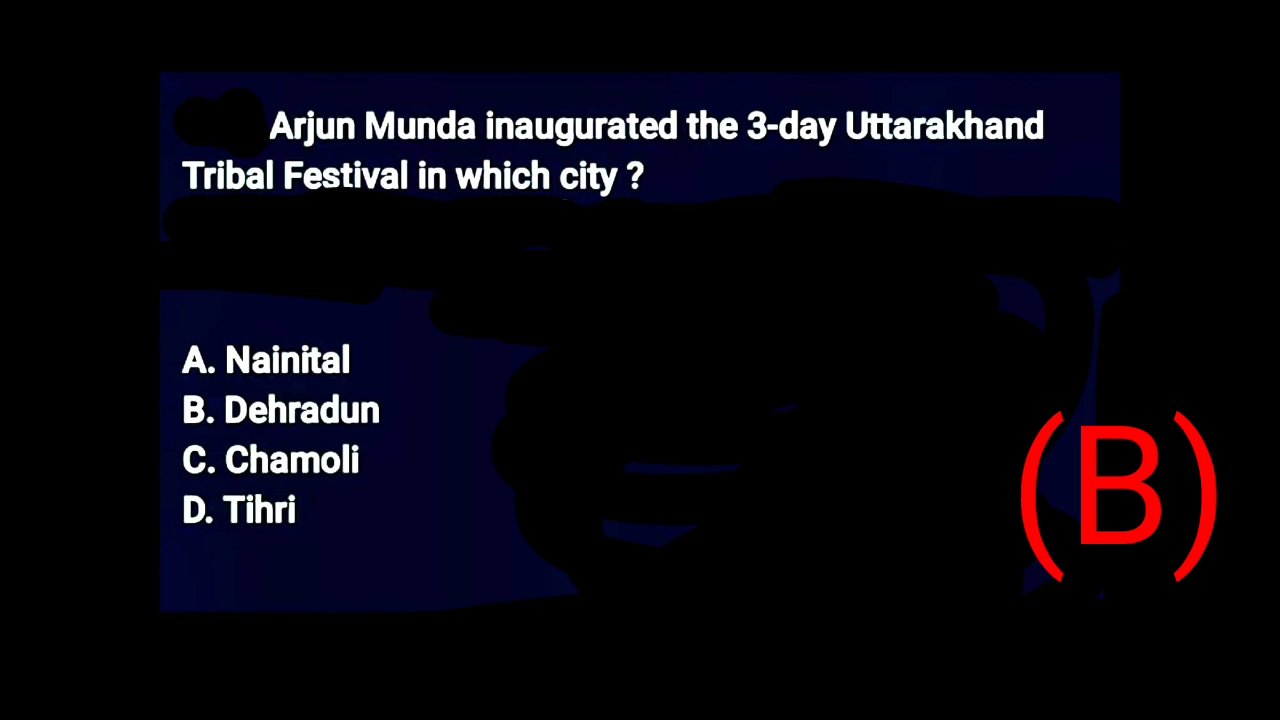 Arjun Munda inaugurated the 3-day Uttarakhand
Tribal Festival in which city ?
A. Nainital
B. Dehradun
C. Chamoli
D. Tihri
(B)